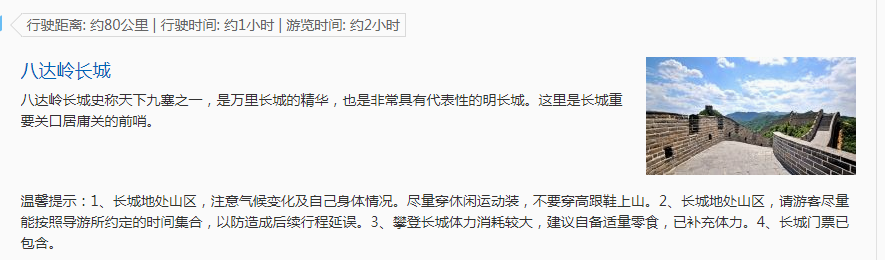 行驶距离: 约80公里 | 行驶时间: 约1小时 | 游览时间: 约2小时
八达岭长城
八达岭长城史称天下九塞之一，是万里长城的精华，也是非常具有代表性的明长城。这里是长城重
要关口居庸关的前哨。
温馨提示：1、长城地处山区，注意气候变化及自己身体情况。尽量穿休闲运动装，不要穿高跟鞋上山。2、长城地处山区，请游客尽量
能按照导游所约定的时间集合，以防造成后续行程延误。3、攀登长城体力消耗较大，建议自备适量零食，已补充体力。4、长城门票已
包含。